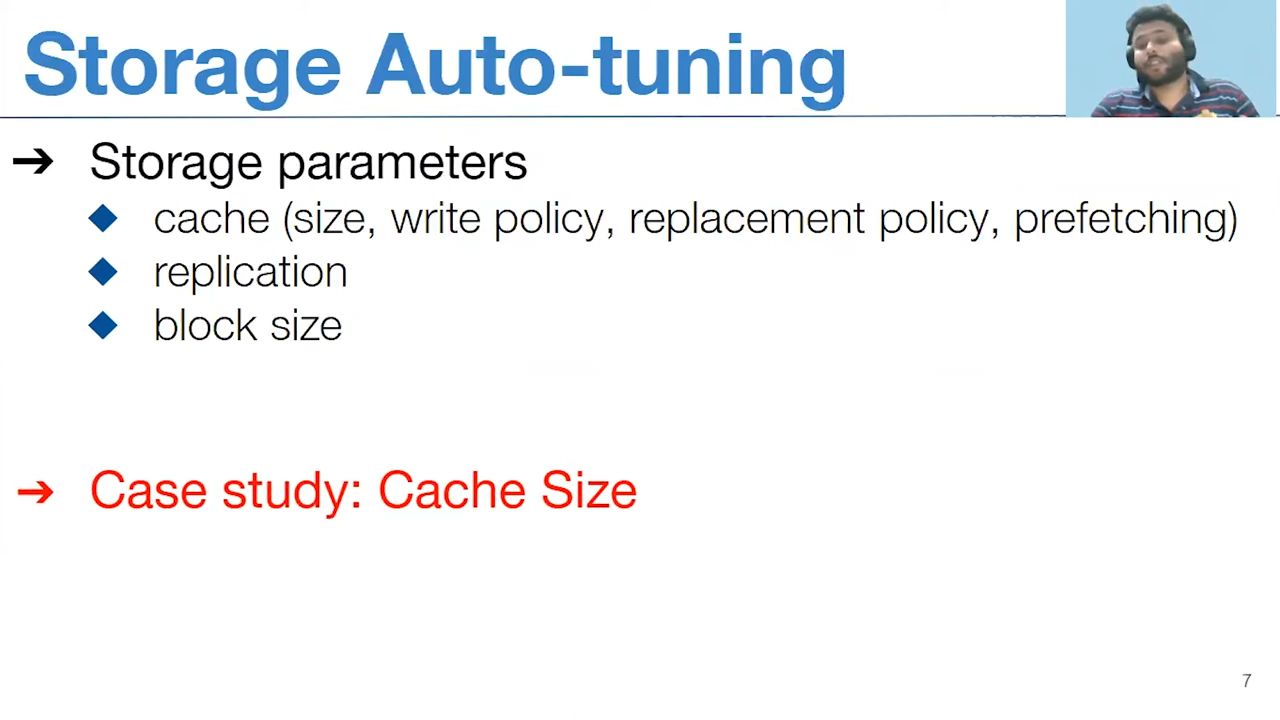 Storage Auto-tuning
➔ Storage parameters
◆ cache (size, write policy, replacement policy, prefetching)
◆ replication
◆ block size
➔ Case study: Cache Size
7